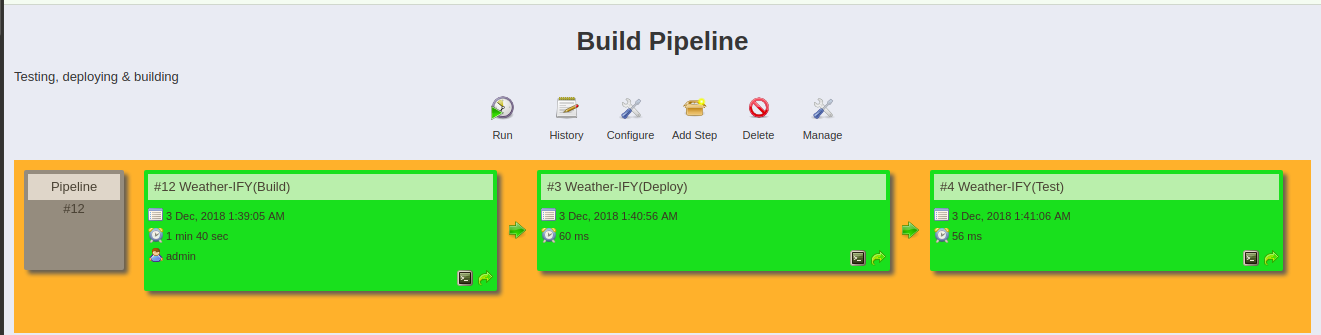 Build Pipeline
Testing, deploying & building
Run History Configure Add Step Delete Manage
Pipeline
#12
#12 Weather-IFY(Build)
3 Dec, 2018 1:39:05 AM
1 min 40 sec
admin
#3 Weather-IFY(Deploy)
3 Dec, 2018 1:40:56 AM
60 ms
#4 Weather-IFY(Test)
3 Dec, 2018 1:41:06 AM
56 ms